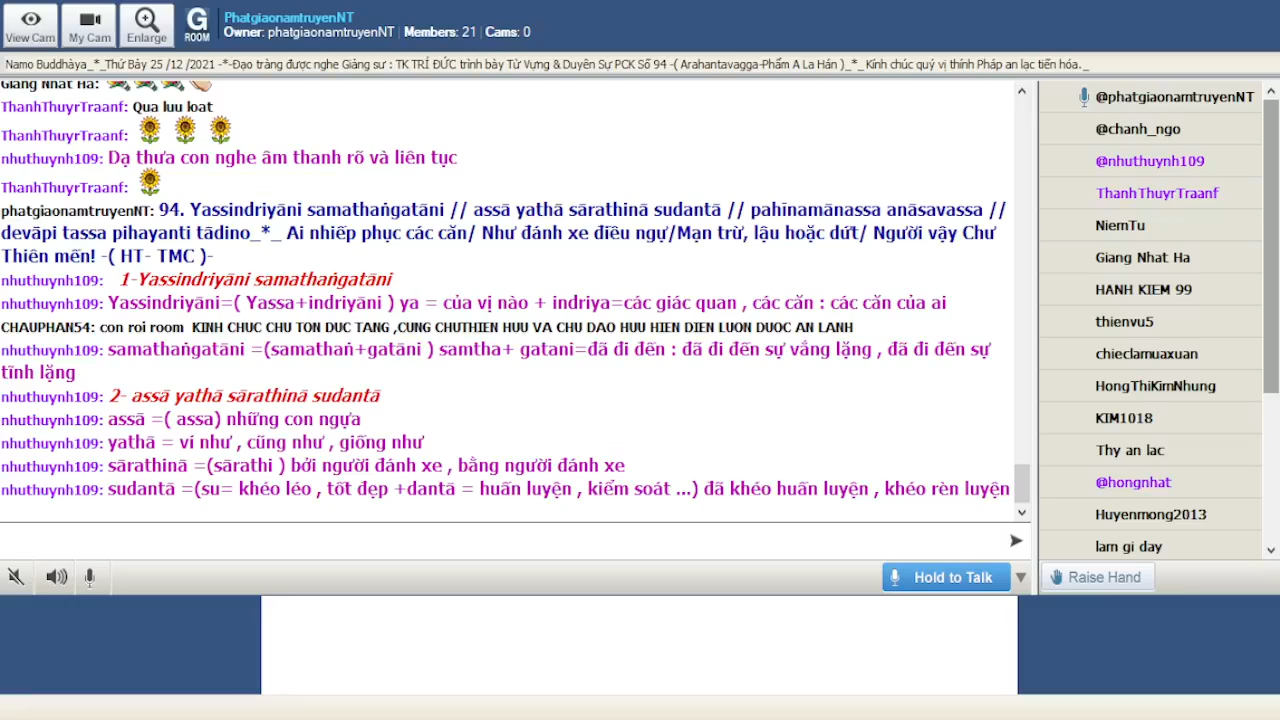 PhatgiaonamtruyenNT
Owner: phatgiaonamtruyenNT | Members: 21 | Cams: 0
View Cam My Cam Enlarge G ROOM
Namo Buddhàya_*_Thứ Bảy 25 /12 /2021 -*-Đạo tràng được nghe Giảng sư : TK TRÍ ĐỨC trình bày Từ Vựng & Duyên Sự PCK Số 94 -( Arahantavagga-Phẩm A La Hán )_*_Kính chúc quý vị thính Pháp an lạc tiến hóa._
Giang Nhat Ha:
ThanhThuyrTraanf: Qua luu loat
ThanhThuyrTraanf:
nhuthuynh109: Dạ thưa con nghe âm thanh rõ và liên tục
ThanhThuyrTraanf:
phatgiaonamtruyenNT: 94. Yassindriyāni samathaṅgatāni // assā yathā sārathinā sudantā // pahīnamānassa anāsavassa //
devāpi tassa pihayanti tādino_*_ Ai nhiếp phục các căn/ Như đánh xe điều ngự/Mạn trừ, lậu hoặc dứt/ Người vậy Chư
Thiên mến! -( HT- TMC )-
nhuthuynh109: 1-Yassindriyāni samathaṅgatāni
nhuthuynh109: Yassindriyāni=( Yassa+indriyāni ) ya = của vị nào + indriya=các giác quan , các căn : các căn của ai
CHAUPHAN54: con roi room KINH CHUC CHU TON DUC TANG ,CUNG CHUTHIEN HUU VA CHU DAO HUU HIEN DIEN LUON DUOC AN LANH
nhuthuynh109: samathaṅgatāni =(samathaṅ+gatāni ) samtha+ gatani=đã đi đến : đã đi đến sự vắng lặng , đã đi đến sự
tĩnh lặng
nhuthuynh109: 2- assā yathā sārathinā sudantā
nhuthuynh109: assā =( assa) những con ngựa
nhuthuynh109: yathā = ví như , cũng như , giống như
nhuthuynh109: sārathinā =(sārathi ) bởi người đánh xe , bằng người đánh xe
nhuthuynh109: sudantā =(su= khéo léo , tốt đẹp +dantā = huấn luyện , kiểm soát ...) đã khéo huấn luyện , khéo rèn luyện
@phatgiaonamtruyenNT
@chanh_ngo
@nhuthuynh109
ThanhThuyrTraanf
NiemTu
Giang Nhat Ha
HANH KIEM 99
thienvu5
chieclamuaxuan
HongThiKimNhung
KIM1018
Thy an lac
@hongnhat
Huyenmong2013
lam gi day
Hold to Talk
Raise Hand